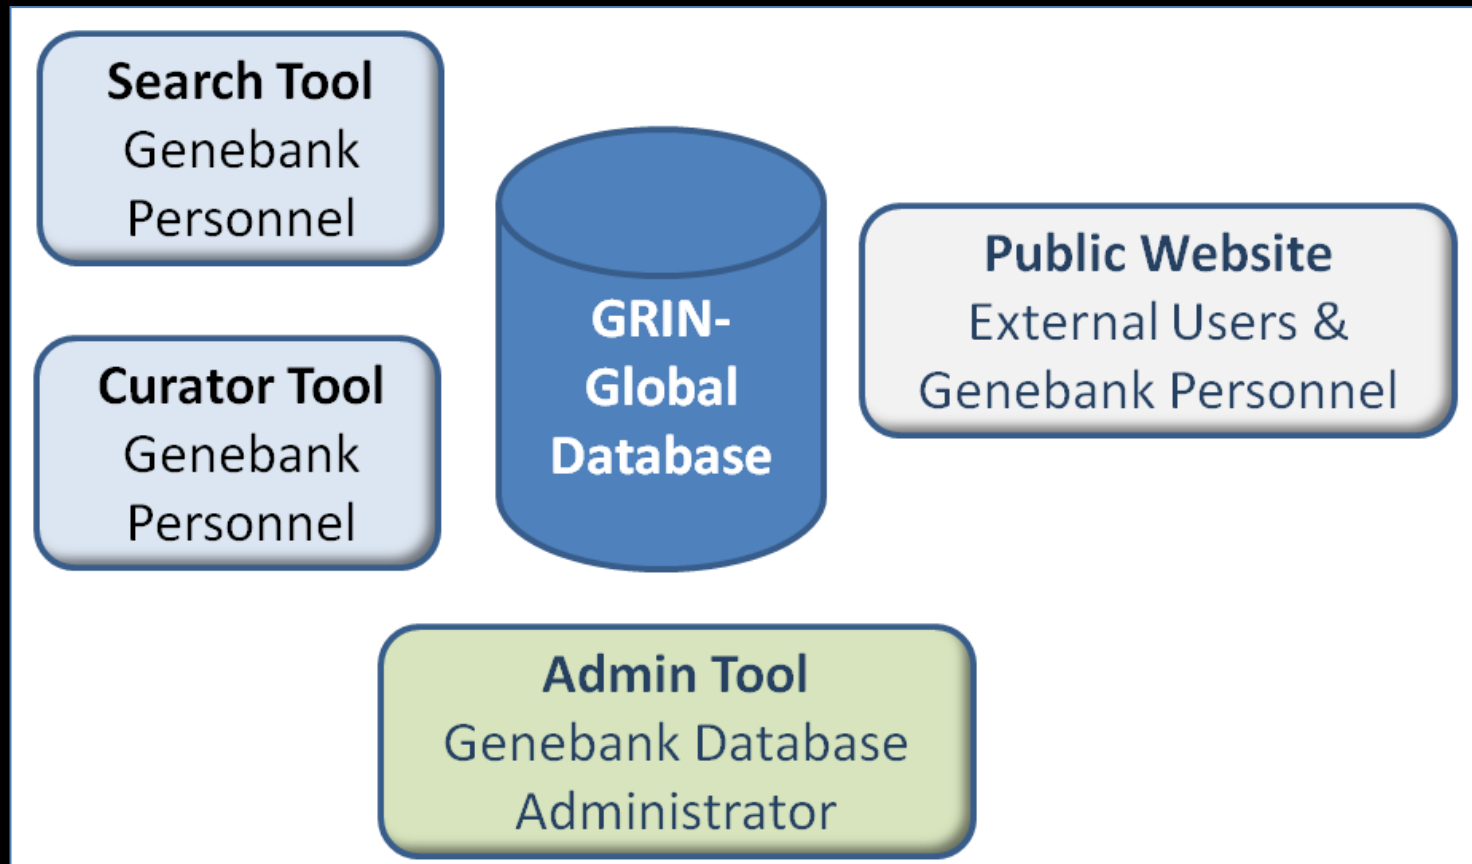 Search Tool
Genebank
Personnel
Curator Tool
Genebank
Personnel
GRIN-
Global
Database
Public Website
External Users &
Genebank Personnel
Admin Tool
Genebank Database
Administrator